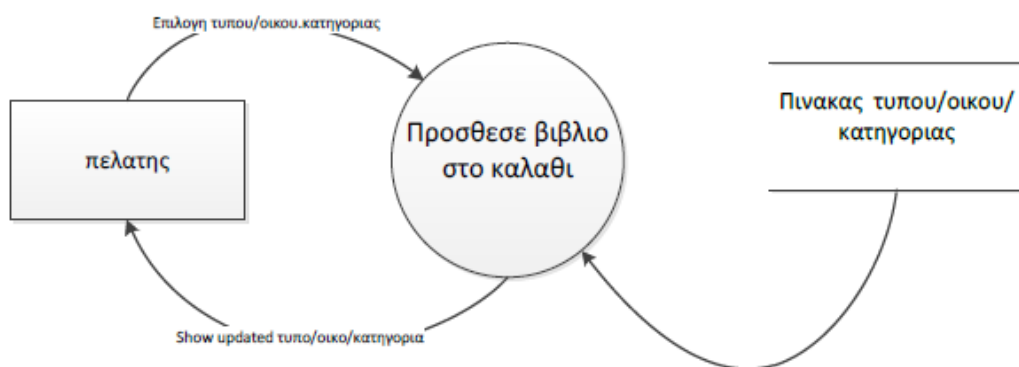 Επιλογη τυπου/οικου.κατηγοριας
πελατης
Προσθεσε βιβλιο
στο καλαθι
Πινακας τυπου/οικου/
κατηγοριας
Show updated τυπο/οικο/κατηγορια